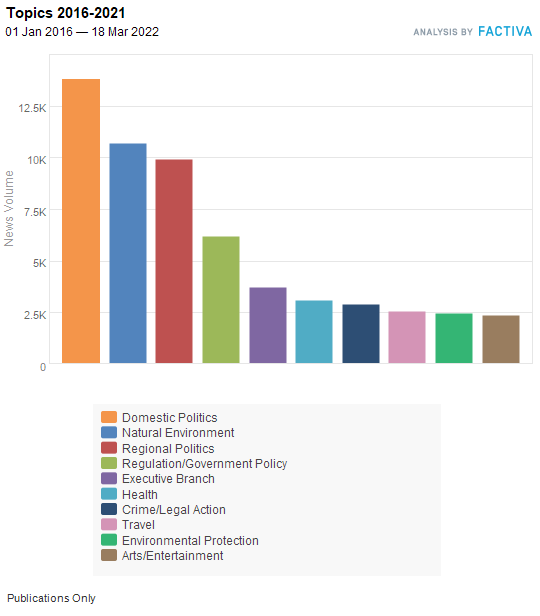 Topics 2016-2021
01 Jan 2016 — 18 Mar 2022
ANALYSIS BY FACTIVA
News Volume
12.5K
10K
7.5K
5K
2.5K
0
Domestic Politics
Natural Environment
Regional Politics
Regulation/Government Policy
Executive Branch
Health
Crime/Legal Action
Travel
Environmental Protection
Arts/Entertainment
Publications Only